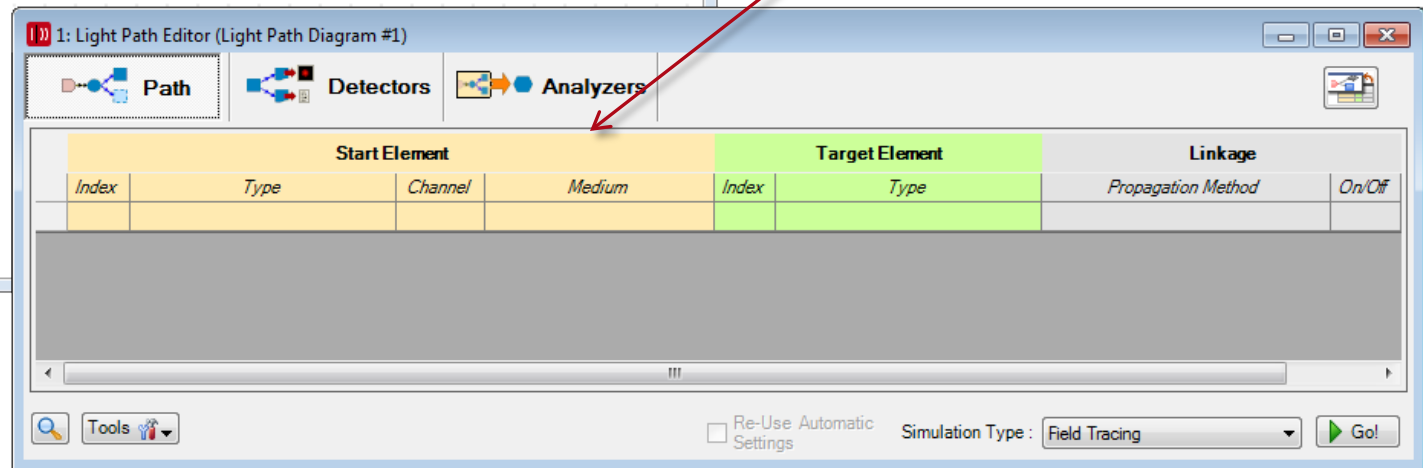 1: Light Path Editor (Light Path Diagram #1)
Path Detectors Analyzers
Start Element Target Element Linkage
Index Type Channel Medium Index Type Propagation Method On/Off
Tools
Re-Use Automatic
Settings
Simulation Type : Field Tracing Go!